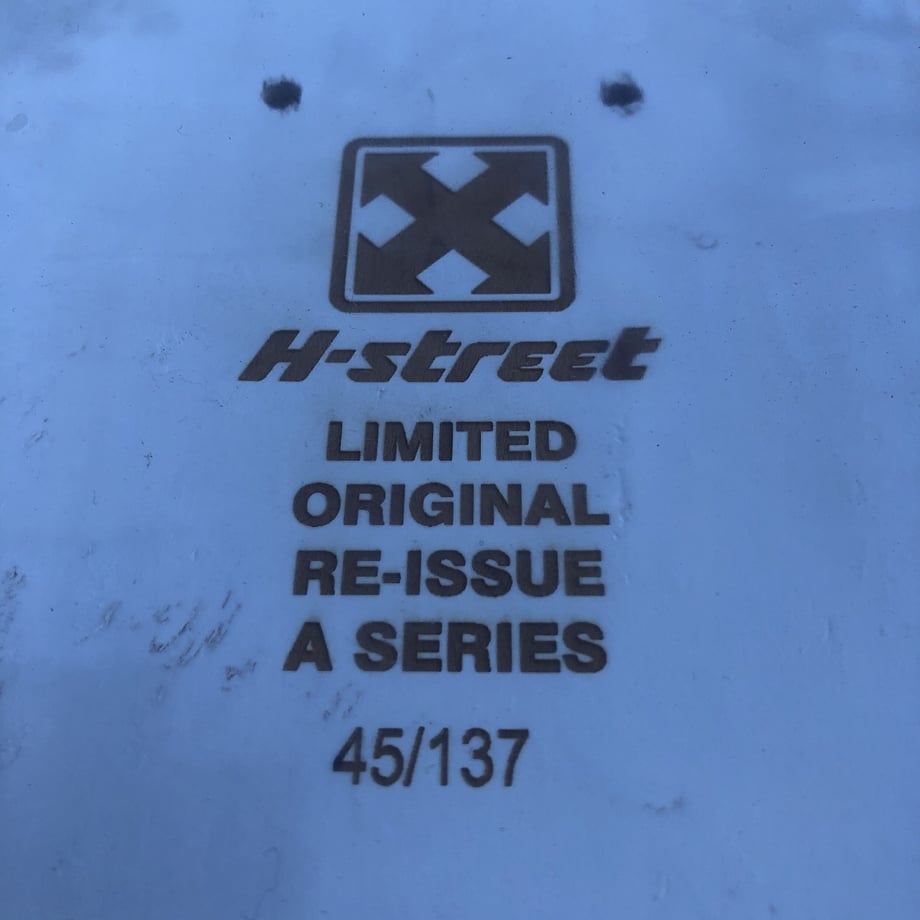 H-street
LIMITED
ORIGINAL
RE-ISSUE
A SERIES
45/137